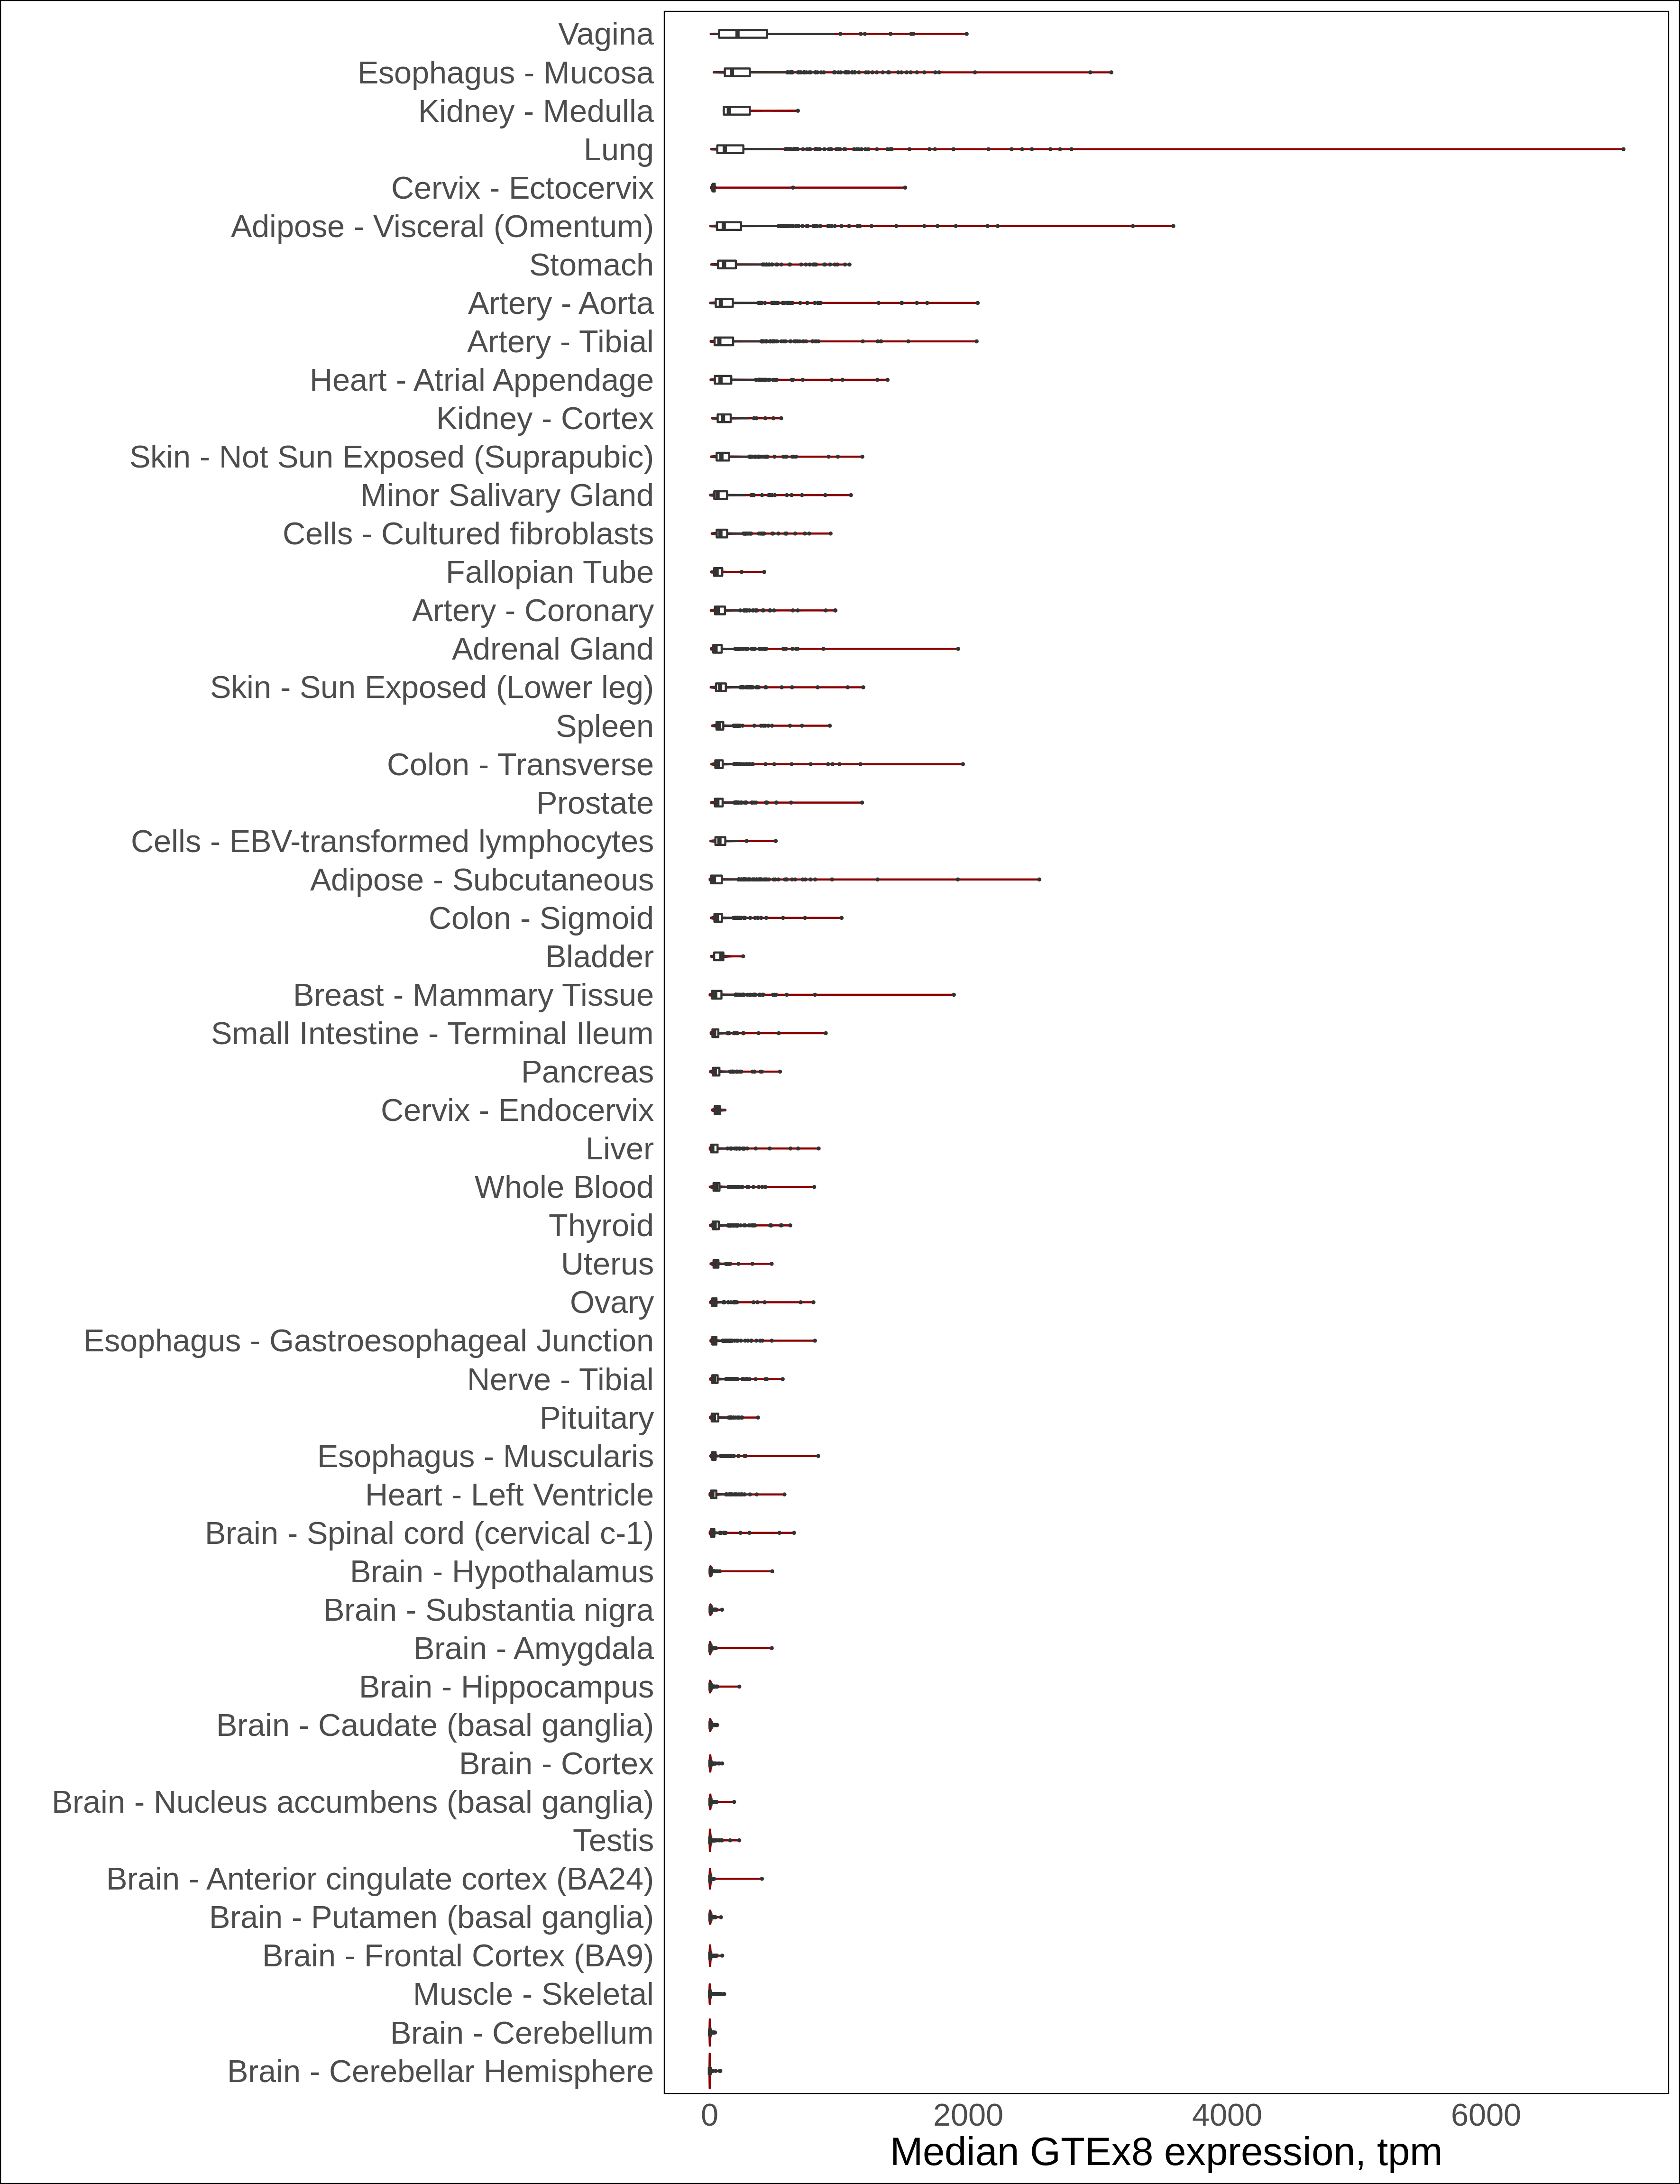 Vagina
Esophagus - Mucosa
Kidney - Medulla
Lung
Cervix - Ectocervix
Adipose - Visceral (Omentum)
Stomach
Artery - Aorta
Artery - Tibial
Heart - Atrial Appendage
Kidney - Cortex
Skin - Not Sun Exposed (Suprapubic)
Minor Salivary Gland
Cells - Cultured fibroblasts
Fallopian Tube
Artery - Coronary
Adrenal Gland
Skin - Sun Exposed (Lower leg)
Spleen
Colon - Transverse
Prostate
Cells - EBV-transformed lymphocytes
Adipose - Subcutaneous
Colon - Sigmoid
Bladder
Breast - Mammary Tissue
Small Intestine - Terminal Ileum
Pancreas
Cervix - Endocervix
Liver
Whole Blood
Thyroid
Uterus
Ovary
Esophagus - Gastroesophageal Junction
Nerve - Tibial
Pituitary
Esophagus - Muscularis
Heart - Left Ventricle
Brain - Spinal cord (cervical c-1)
Brain - Hypothalamus
Brain - Substantia nigra
Brain - Amygdala
Brain - Hippocampus
Brain - Caudate (basal ganglia)
Brain - Cortex
Brain - Nucleus accumbens (basal ganglia)
Testis
Brain - Anterior cingulate cortex (BA24)
Brain - Putamen (basal ganglia)
Brain - Frontal Cortex (BA9)
Muscle - Skeletal
Brain - Cerebellum
Brain - Cerebellar Hemisphere
0 2000 4000 6000
Median GTEx8 expression, tpm